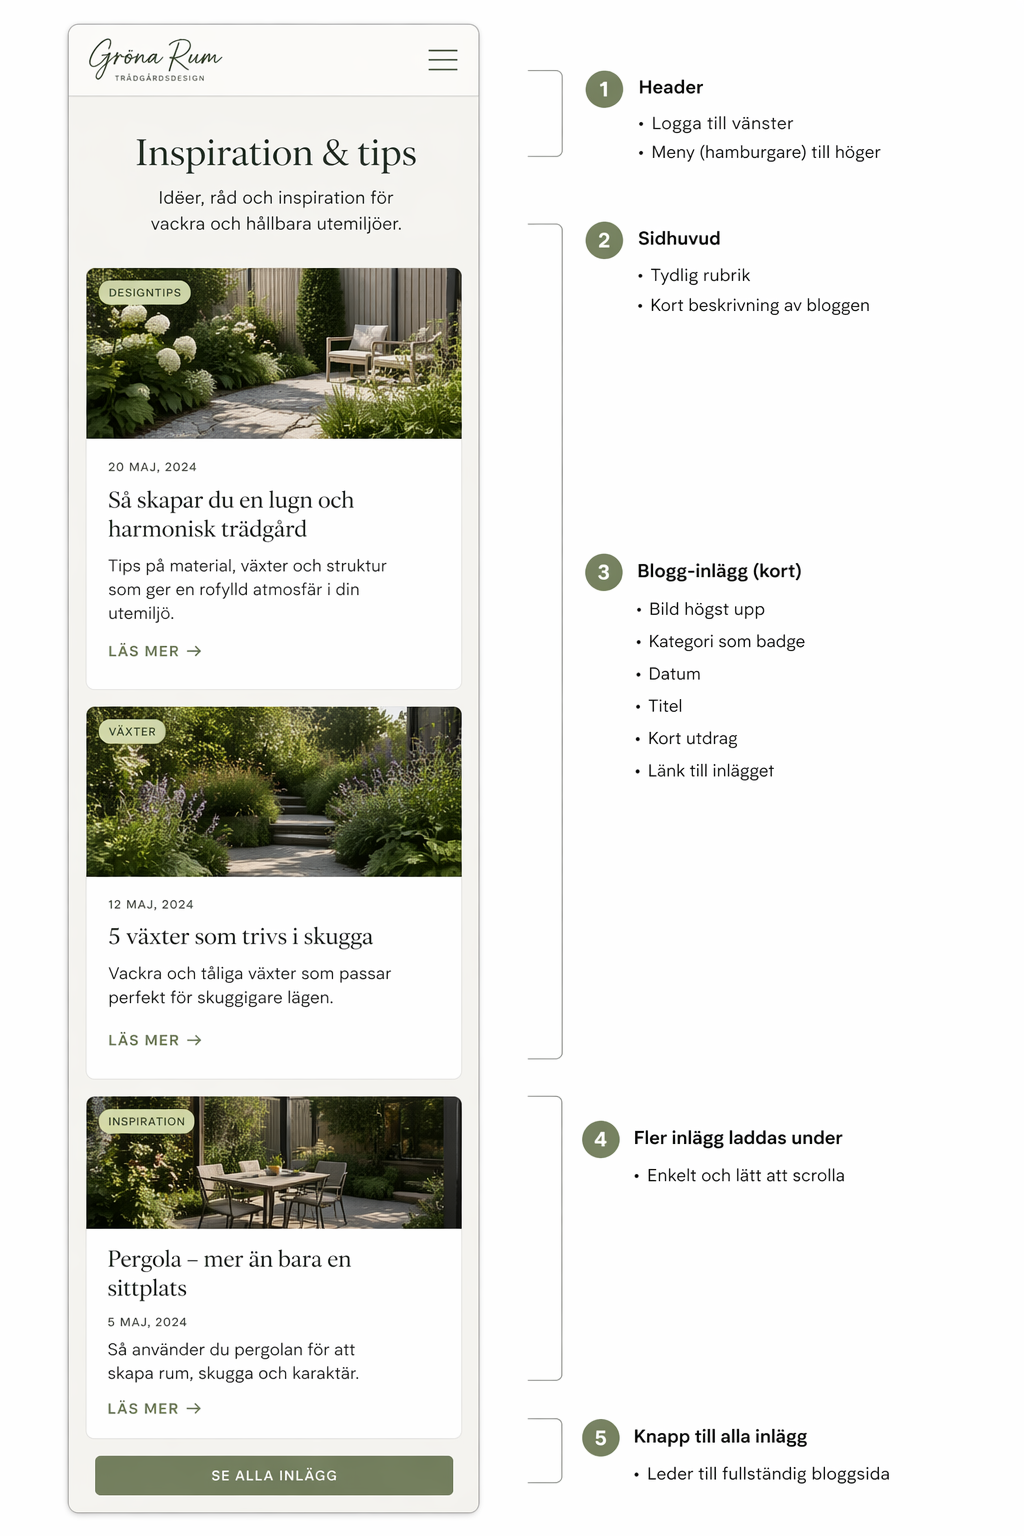 Gröna Rum
TRÄDGÅRDSDESIGN
Inspiration & tips
Idéer, råd och inspiration för
vackra och hållbara utemiljöer.
DESIGNTIPS
20 MAJ, 2024
Så skapar du en lugn och
harmonisk trädgård
Tips på material, växter och struktur
som ger en rofylld atmosfär i din
utemiljö.
LÄS MER →
VÄXTER
12 MAJ, 2024
5 växter som trivs i skugga
Vackra och tåliga växter som passar
perfekt för skuggigare lägen.
LÄS MER →
INSPIRATION
Pergola – mer än bara en
sittplats
5 MAJ, 2024
Så använder du pergolan för att
skapa rum, skugga och karaktär.
LÄS MER →
SE ALLA INLÄGG
1 Header
• Logga till vänster
• Meny (hamburgare) till höger
2 Sidhuvud
• Tydlig rubrik
• Kort beskrivning av bloggen
3 Blogg-inlägg (kort)
• Bild högst upp
• Kategori som badge
• Datum
• Titel
• Kort utdrag
• Länk till inlägget
4 Fler inlägg laddas under
• Enkelt och lätt att scrolla
5 Knapp till alla inlägg
• Leder till fullständig bloggsida